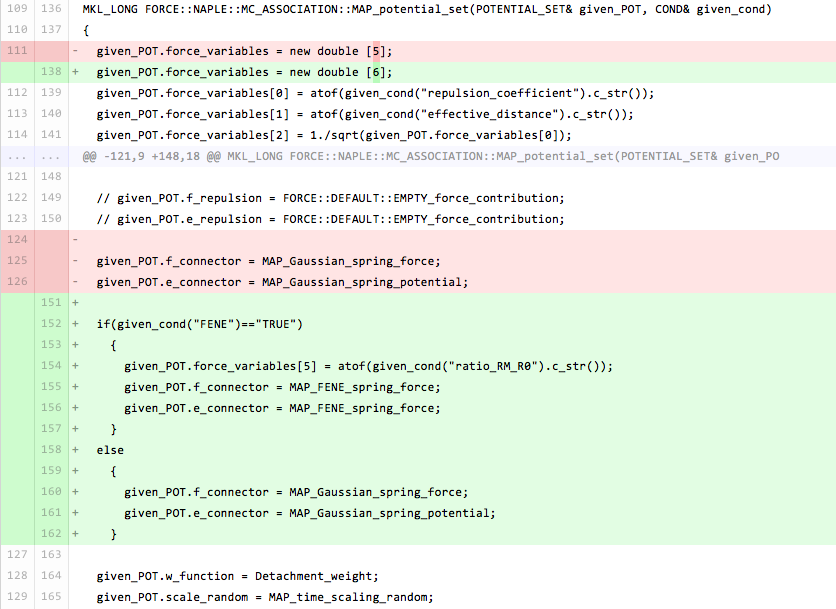 109 136 MKL_LONG FORCE::NAPLE::MC_ASSOCIATION::MAP_potential_set(POTENTIAL_SET& given_POT, COND& given_cond)
110 137 {
111 - given_POT.force_variables = new double [5];
138 + given_POT.force_variables = new double [6];
112 139 given_POT.force_variables[0] = atof(given_cond("repulsion_coefficient").c_str());
113 140 given_POT.force_variables[1] = atof(given_cond("effective_distance").c_str());
114 141 given_POT.force_variables[2] = 1./sqrt(given_POT.force_variables[0]);
... ... @@ -121,9 +148,18 @@ MKL_LONG FORCE::NAPLE::MC_ASSOCIATION::MAP_potential_set(POTENTIAL_SET& given_PO
121 148
122 149 // given_POT.f_repulsion = FORCE::DEFAULT::EMPTY_force_contribution;
123 150 // given_POT.e_repulsion = FORCE::DEFAULT::EMPTY_force_contribution;
124 -
125 - given_POT.f_connector = MAP_Gaussian_spring_force;
126 - given_POT.e_connector = MAP_Gaussian_spring_potential;
151 +
152 + if(given_cond("FENE")=="TRUE")
153 + {
154 + given_POT.force_variables[5] = atof(given_cond("ratio_RM_R0").c_str());
155 + given_POT.f_connector = MAP_FENE_spring_force;
156 + given_POT.e_connector = MAP_FENE_spring_force;
157 + }
158 + else
159 + {
160 + given_POT.f_connector = MAP_Gaussian_spring_force;
161 + given_POT.e_connector = MAP_Gaussian_spring_potential;
162 + }
127 163
128 164 given_POT.w_function = Detachment_weight;
129 165 given_POT.scale_random = MAP_time_scaling_random;